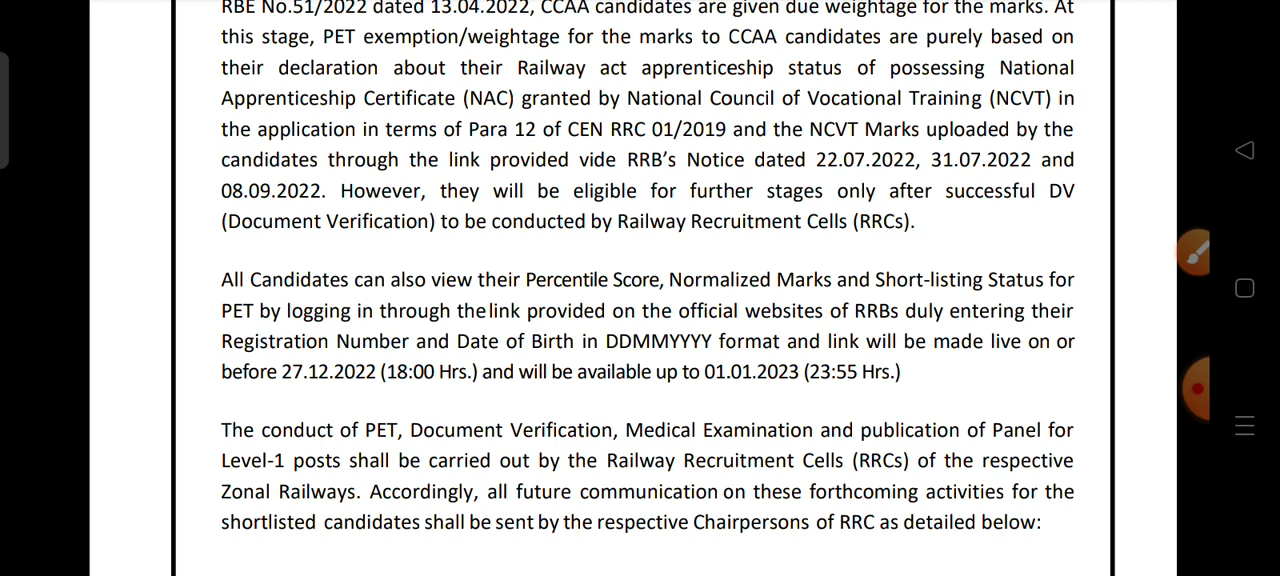 RBE No.51/2022 dated 13.04.2022, CCAA candidates are given due weightage for the marks. At
this stage, PET exemption/weightage for the marks to CCAA candidates are purely based on
their declaration about their Railway act apprenticeship status of possessing National
Apprenticeship Certificate (NAC) granted by National Council of Vocational Training (NCVT) in
the application in terms of Para 12 of CEN RRC 01/2019 and the NCVT Marks uploaded by the
candidates through the link provided vide RRB’s Notice dated 22.07.2022, 31.07.2022 and
08.09.2022. However, they will be eligible for further stages only after successful DV
(Document Verification) to be conducted by Railway Recruitment Cells (RRCs).
All Candidates can also view their Percentile Score, Normalized Marks and Short-listing Status for
PET by logging in through the link provided on the official websites of RRBs duly entering their
Registration Number and Date of Birth in DDMMYYYY format and link will be made live on or
before 27.12.2022 (18:00 Hrs.) and will be available up to 01.01.2023 (23:55 Hrs.)
The conduct of PET, Document Verification, Medical Examination and publication of Panel for
Level-1 posts shall be carried out by the Railway Recruitment Cells (RRCs) of the respective
Zonal Railways. Accordingly, all future communication on these forthcoming activities for the
shortlisted candidates shall be sent by the respective Chairpersons of RRC as detailed below: